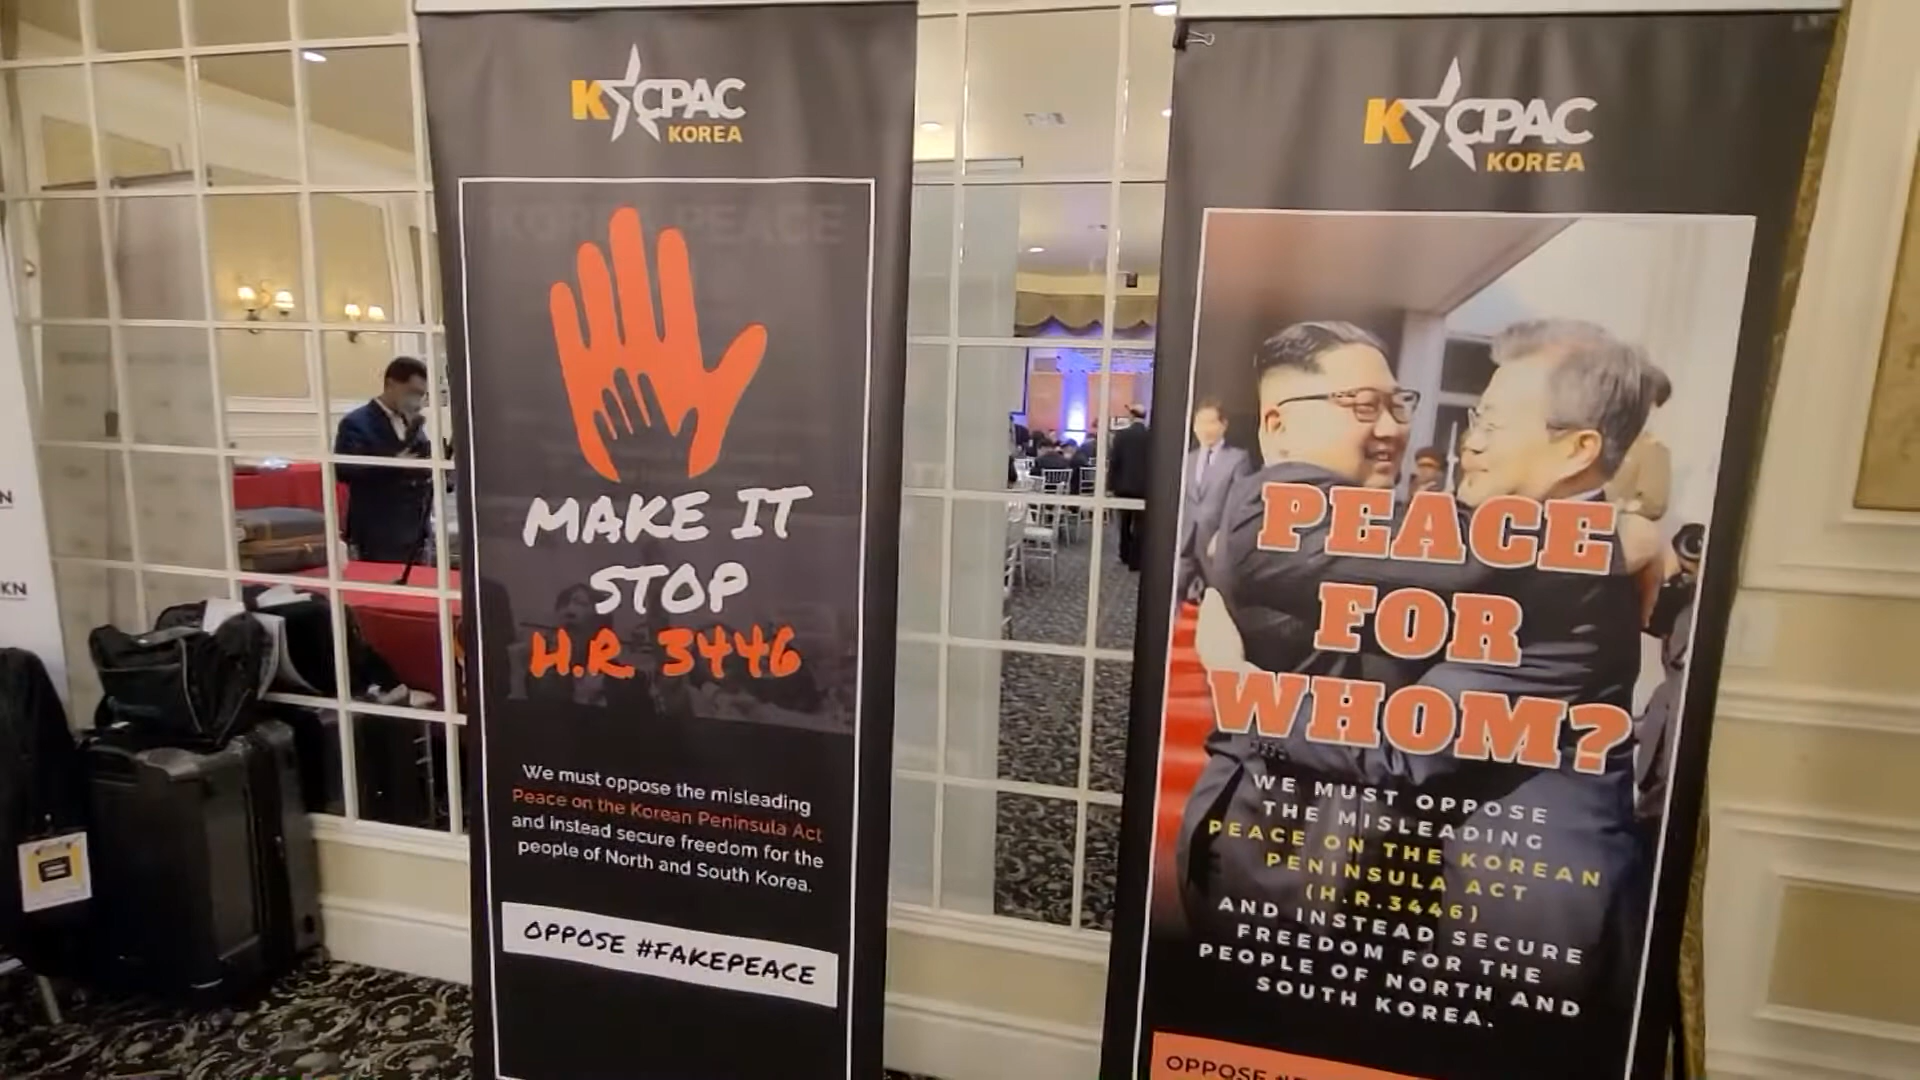 KCPAC
KOREA
KOREA PEACE
MAKE IT
STOP
H.R. 3446
We must oppose the misleading
Peace on the Korean Peninsula Act
and instead secure freedom for the
people of North and South Korea.
OPPOSE #FAKEPEACE
KCPAC
KOREA
PEACE
FOR
WHOM?
WE MUST OPPOSE
THE MISLEADING
PEACE ON THE KOREAN
PENINSULA ACT
(H.R.3446)
AND INSTEAD SECURE
FREEDOM FOR THE
PEOPLE OF NORTH AND
SOUTH KOREA.
OPPOSE
N
KN